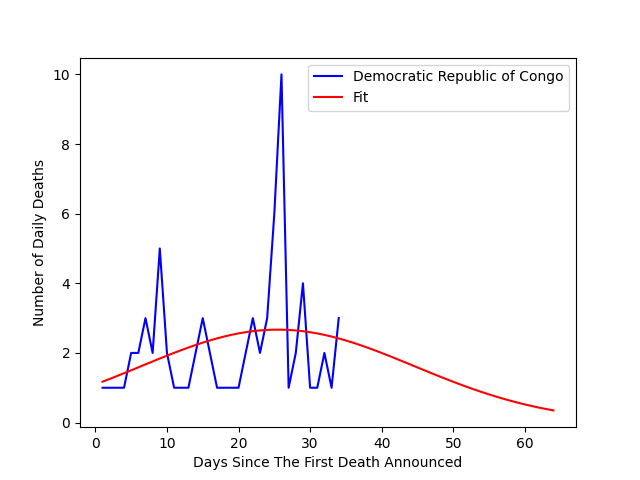 Democratic Republic of Congo
Fit
10
8
6
4
2
0
Number of Daily Deaths
0 10 20 30 40 50 60
Days Since The First Death Announced